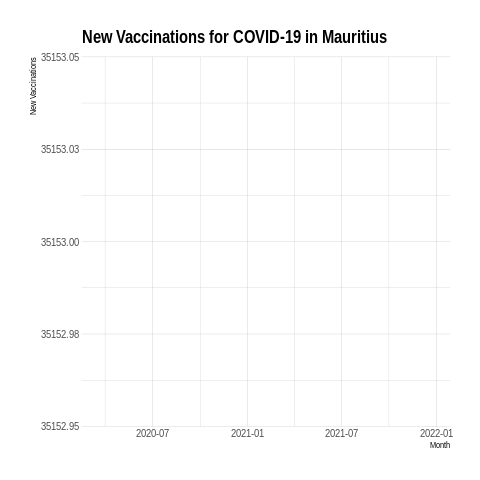 New Vaccinations for COVID-19 in Mauritius
New Vaccinations
35153.05
35153.03
35153.00
35152.98
35152.95
2020-07 2021-01 2021-07 2022-01
Month